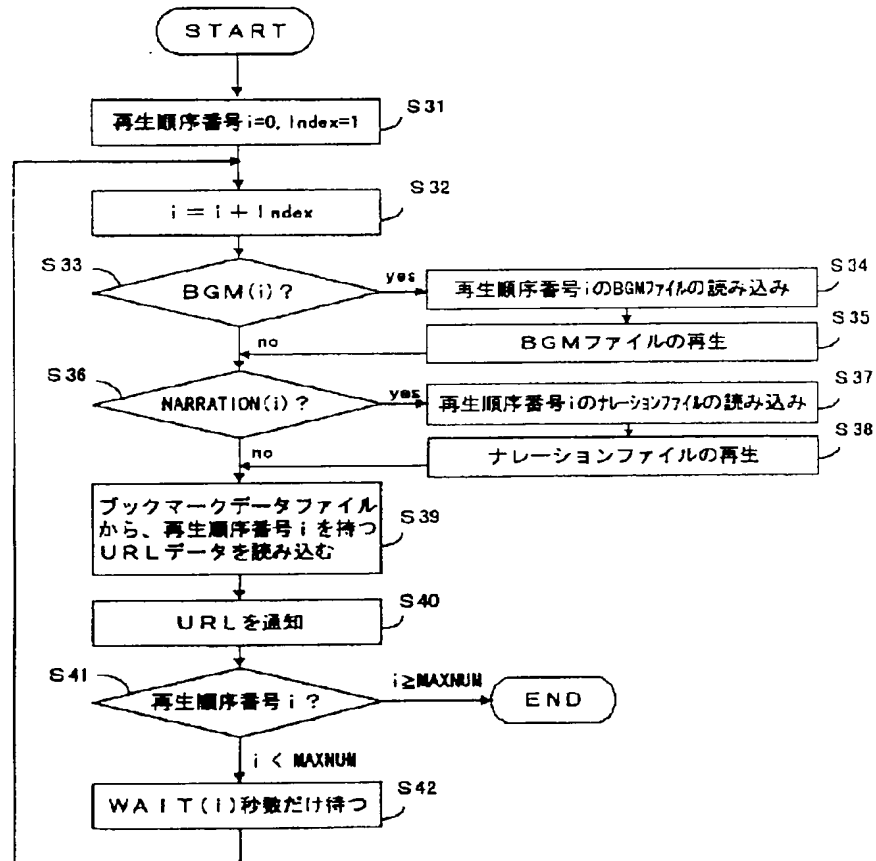 START
S31
再生順序番号i=0, Index=1
S32
i = i + Index
S33
BGM(i)?
yes
S34
再生順序番号iのBGMファイルの読み込み
S35
BGMファイルの再生
no
S36
NARRATION(i)?
yes
S37
再生順序番号iのナレーションファイルの読み込み
S38
ナレーションファイルの再生
no
S39
ブックマークデータファイル
から、再生順序番号iを持つ
URLデータを読み込む
S40
URLを通知
S41
再生順序番号i?
i≧MAXNUM
END
i < MAXNUM
S42
WAIT(i)秒数だけ待つ